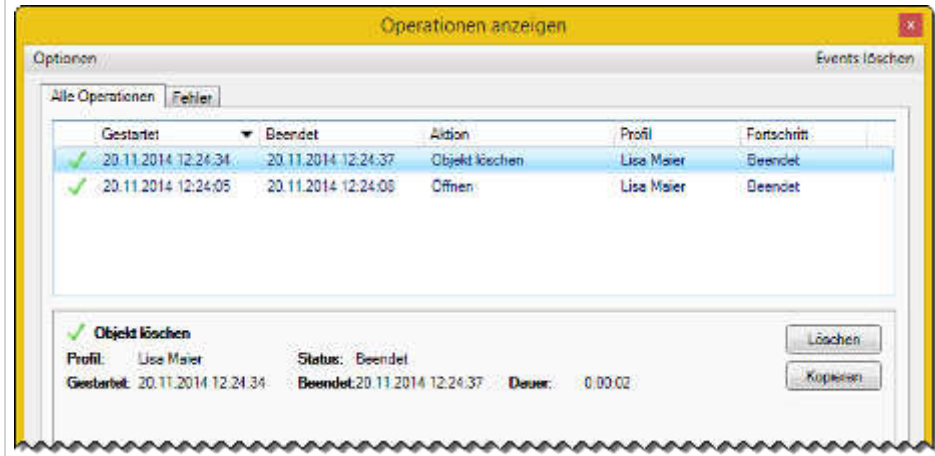 Operationen anzeigen
x
Optionen Events löschen
Alle Operationen Fehler
Gestartet Beendet Aktion Profil Fortschritt
20.11.2014 12:24:34 20.11.2014 12:24:37 Objekt löschen Lisa Maier Beendet
20.11.2014 12:24:05 20.11.2014 12:24:08 Öffnen Lisa Maier Beendet
Objekt löschen Löschen
Profil: Lisa Maier Status: Beendet
Gestartet: 20.11.2014 12:24:34 Beendet: 20.11.2014 12:24:37 Dauer: 0:00:02 Kopieren